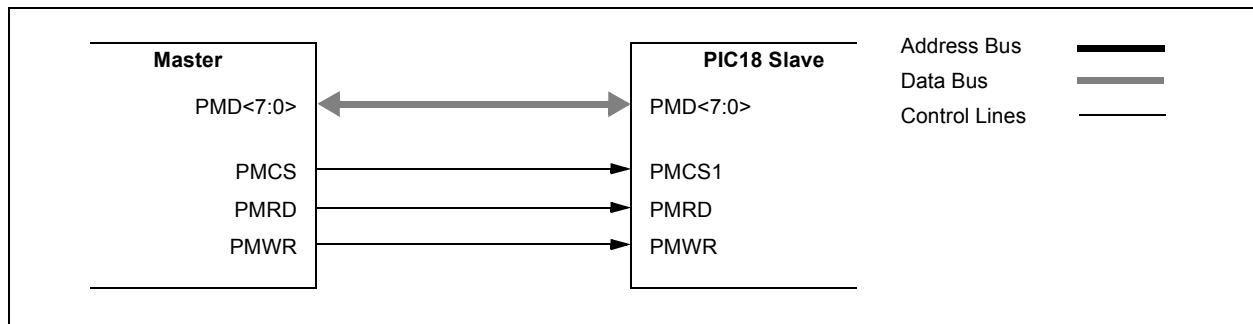 Master
PIC18 Slave
Address Bus
Data Bus
Control Lines
PMD<7:0>
PMD<7:0>
PMCS
PMCS1
PMRD
PMRD
PMWR
PMWR